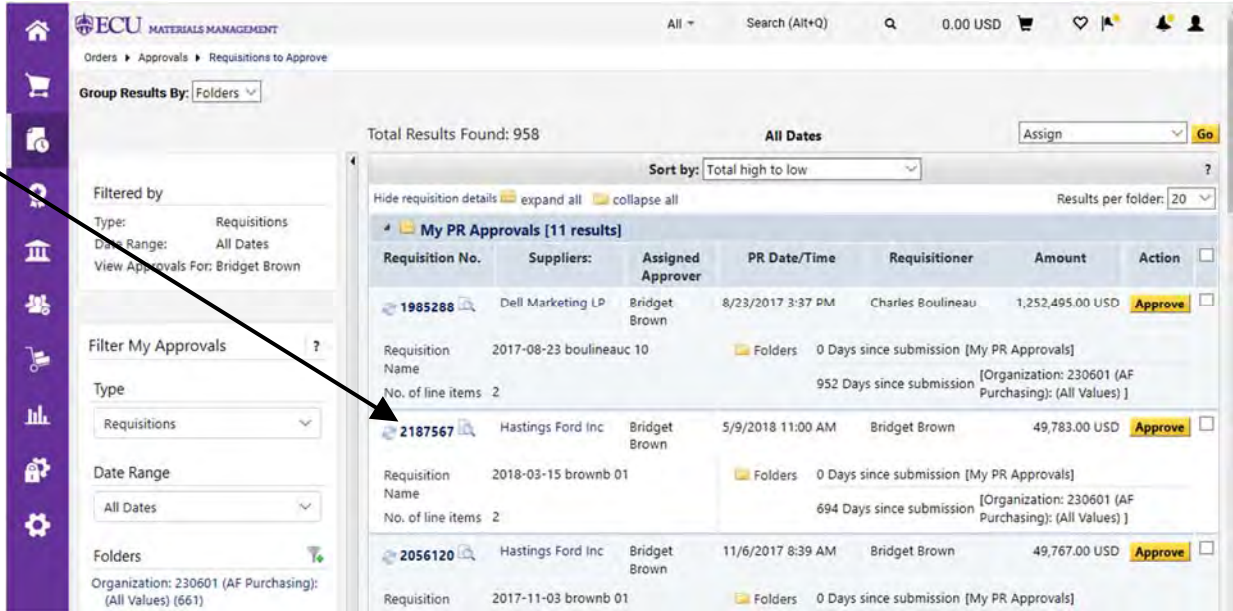 ECU MATERIALS MANAGEMENT
All
Search (Alt+Q)
0.00 USD
Orders Approvals Requisitions to Approve
Group Results By: Folders
Total Results Found: 958
All Dates
Assign
Go
Sort by: Total high to low
?
Filtered by
Type: Requisitions
Date Range: All Dates
View Approvals For: Bridget Brown
Filter My Approvals ?
Type
Requisitions
Date Range
All Dates
Folders
Organization: 230601 (AF Purchasing):
(All Values) (661)
Hide requisition details expand all collapse all
Results per folder: 20
My PR Approvals [11 results]
Requisition No. Suppliers: Assigned Approver PR Date/Time Requisitioner Amount Action
1985288 Dell Marketing LP Bridget Brown 8/23/2017 3:37 PM Charles Boulineau 1,252,495.00 USD Approve
Requisition Name 2017-08-23 boulineauc 10 Folders 0 Days since submission [My PR Approvals]
No. of line items 2
952 Days since submission [Organization: 230601 (AF Purchasing): (All Values) ]
2187567 Hastings Ford Inc Bridget Brown 5/9/2018 11:00 AM Bridget Brown 49,783.00 USD Approve
Requisition Name 2018-03-15 brownb 01 Folders 0 Days since submission [My PR Approvals]
No. of line items 2
694 Days since submission [Organization: 230601 (AF Purchasing): (All Values) ]
2056120 Hastings Ford Inc Bridget Brown 11/6/2017 8:39 AM Bridget Brown 49,767.00 USD Approve
Requisition 2017-11-03 brownb 01 Folders 0 Days since submission [My PR Approvals]